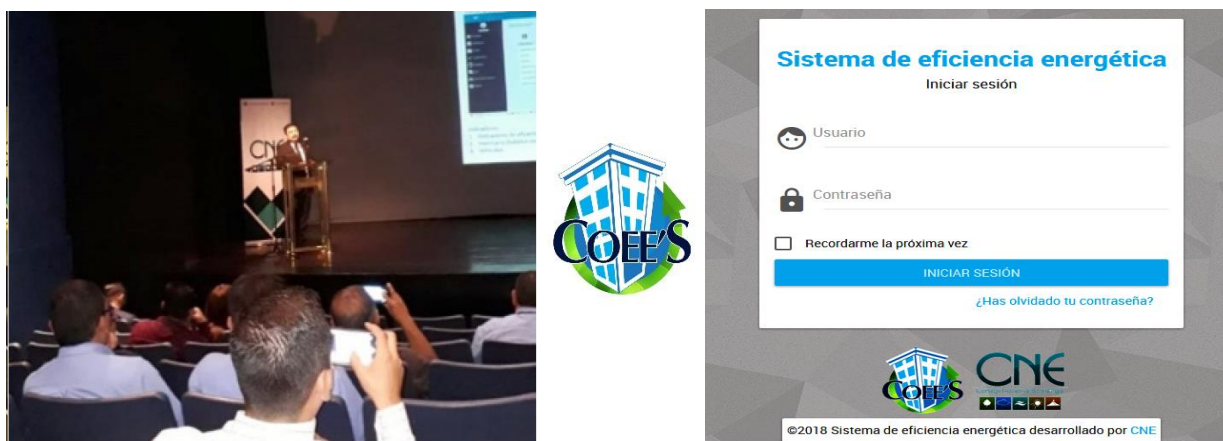 CNE
COEE'S
Sistema de eficiencia energética
Iniciar sesión
Usuario
Contraseña
Recordarme la próxima vez
INICIAR SESIÓN
¿Has olvidado tu contraseña?
COEE'S
CNE
©2018 Sistema de eficiencia energética desarrollado por CNE